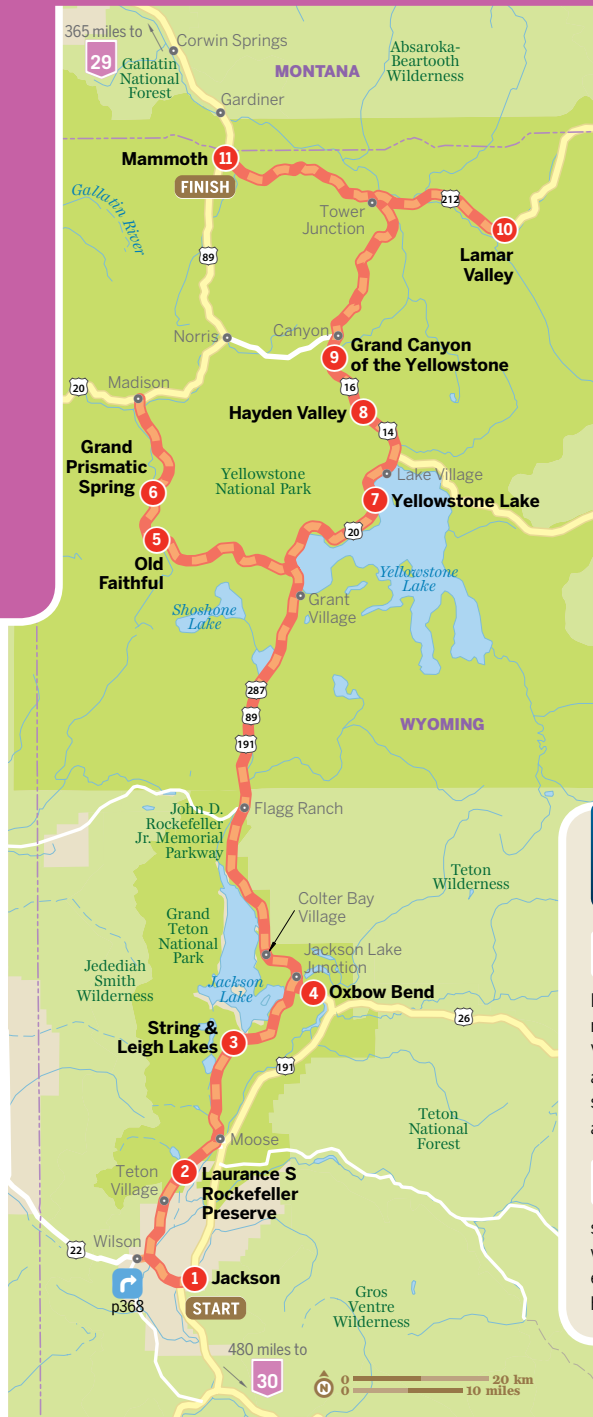 365 miles to
29
Corwin Springs
Gallatin
National
Forest
MONTANA
Absaroka-
Beartooth
Wilderness
Gardiner
Mammoth
11
FINISH
Tower
Junction
212
10
Lamar
Valley
Gallatin River
89
Norris
Canyon
9
Grand Canyon
of the Yellowstone
16
20
Madison
Hayden Valley
8
14
Grand
Prismatic
Spring
6
Yellowstone
National Park
Lake Village
7
Yellowstone Lake
5
Old
Faithful
20
Yellowstone
Lake
Shoshone
Lake
Grant
Village
287
89
191
WYOMING
John D.
Rockefeller
Jr. Memorial
Parkway
Flagg Ranch
Teton
Wilderness
Colter Bay
Village
Grand
Teton
National
Park
Jackson Lake
Junction
Jedediah
Smith
Wilderness
Jackson
Lake
4
Oxbow Bend
26
String &
Leigh Lakes
3
191
Teton
National
Forest
Moose
2
Laurance S
Rockefeller
Preserve
Teton
Village
Wilson
22
p368
1
Jackson
START
Gros
Ventre
Wilderness
480 miles to
30
N
0 20 km
0 10 miles